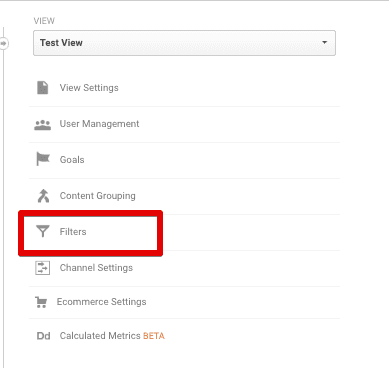 VIEW
Test View
View Settings
User Management
Goals
Content Grouping
Filters
Channel Settings
Ecommerce Settings
Dd Calculated Metrics BETA